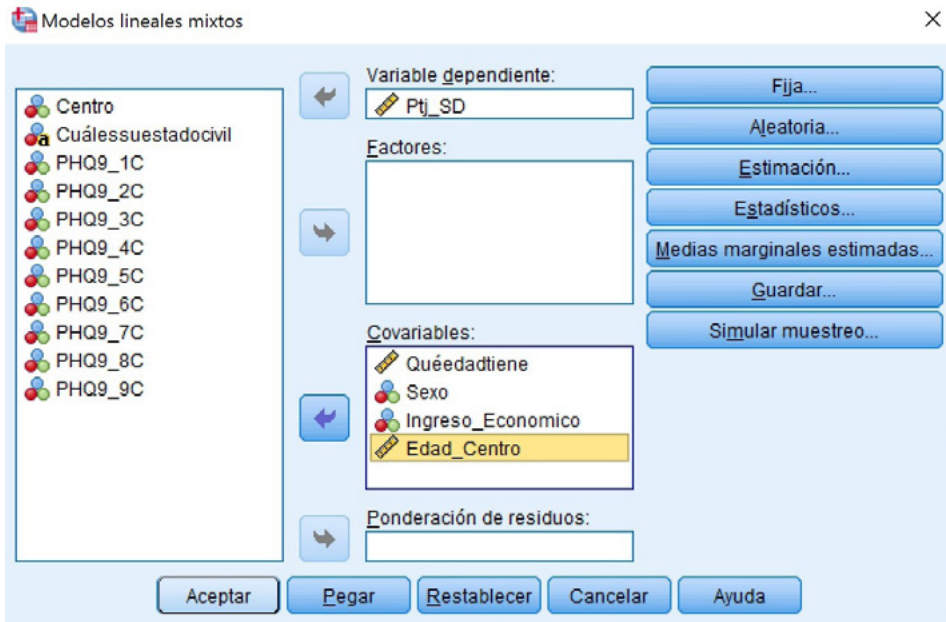 Modelos lineales mixtos
Centro
Cuálessuestadocivil
PHQ9_1C
PHQ9_2C
PHQ9_3C
PHQ9_4C
PHQ9_5C
PHQ9_6C
PHQ9_7C
PHQ9_8C
PHQ9_9C
Variable dependiente:
Ptj_SD
Factores:
Covariables:
Quéedadtiene
Sexo
Ingreso_Economico
Edad_Centro
Ponderación de residuos:
Fija...
Aleatoria...
Estimación...
Estadísticos...
Medias marginales estimadas...
Guardar...
Simular muestreo...
Aceptar
Pegar
Restablecer
Cancelar
Ayuda